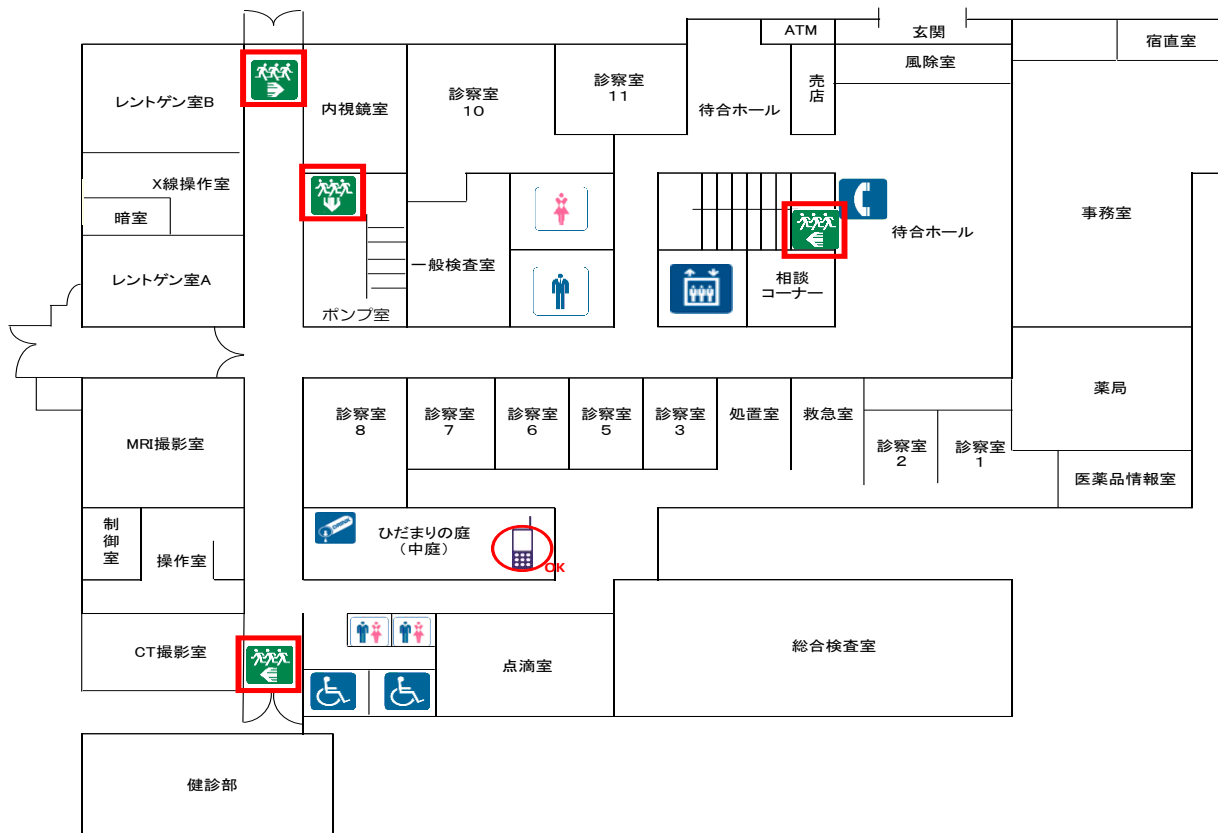 ATM
玄関
宿直室
風除室
レントゲン室B
内視鏡室
診察室
10
診察室
11
待合ホール
売
店
X線操作室
暗室
事務室
待合ホール
レントゲン室A
一般検査室
相談
コーナー
ポンプ室
MRI撮影室
診察室
8
診察室
7
診察室
6
診察室
5
診察室
3
処置室
救急室
診察室
2
診察室
1
薬局
医薬品情報室
制
御
室
操作室
DRINK
ひだまりの庭
（中庭）
OK
CT撮影室
点滴室
総合検査室
健診部